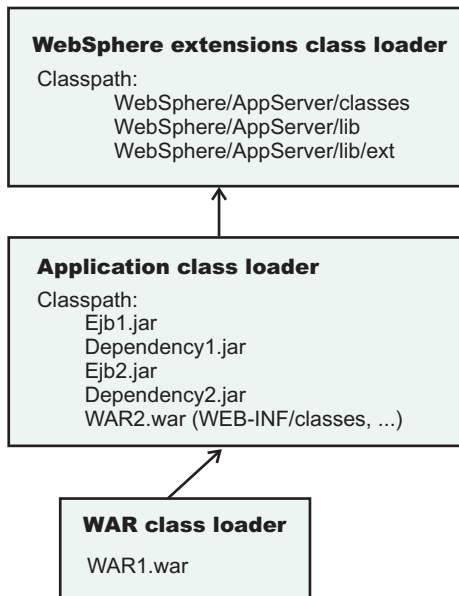 WebSphere extensions class loader
Classpath:
WebSphere/AppServer/classes
WebSphere/AppServer/lib
WebSphere/AppServer/lib/ext
Application class loader
Classpath:
Ejb1.jar
Dependency1.jar
Ejb2.jar
Dependency2.jar
WAR2.war (WEB-INF/classes, ...)
WAR class loader
WAR1.war